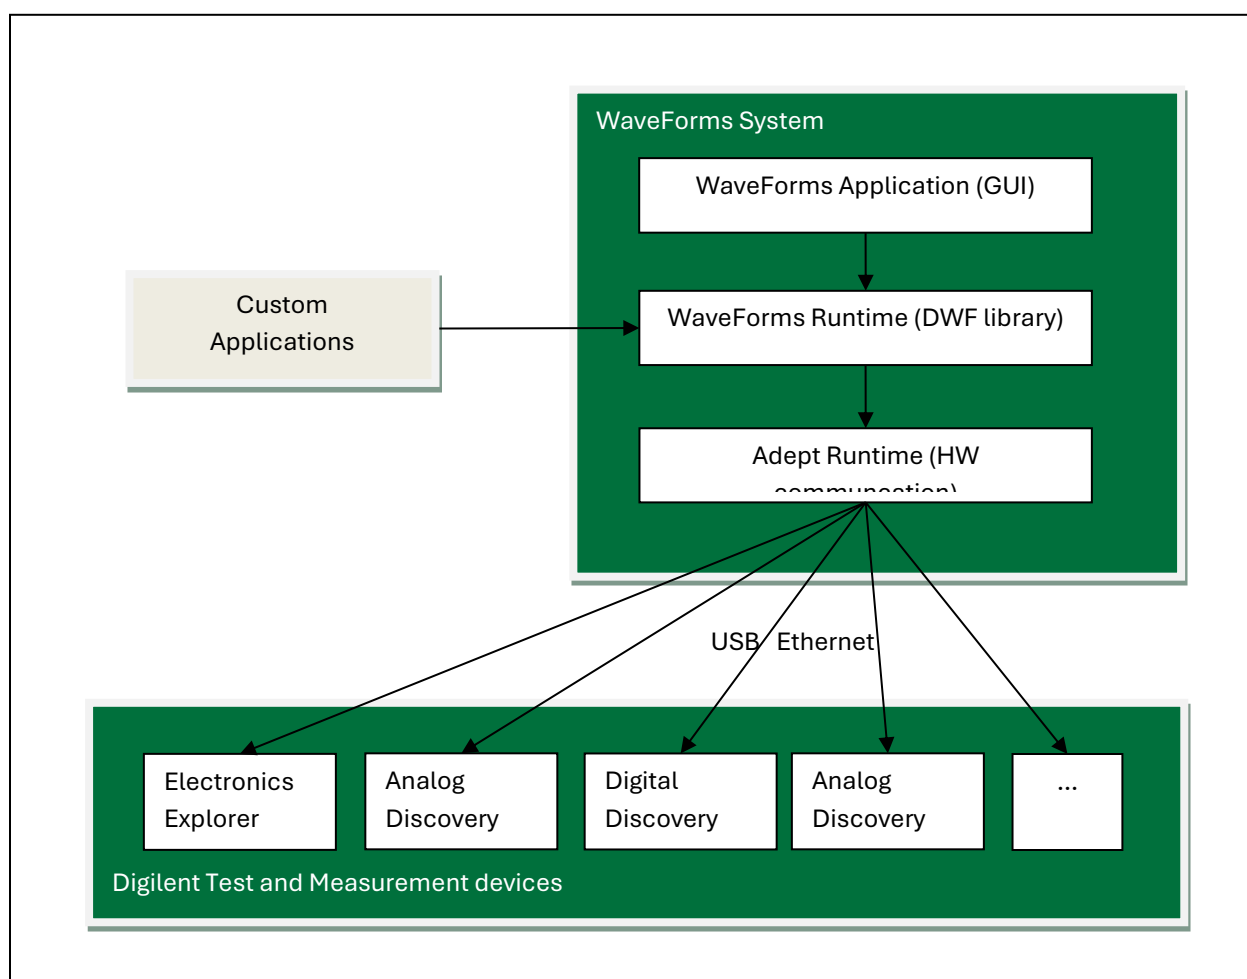 WaveForms System
WaveForms Application (GUI)
Custom
Applications
WaveForms Runtime (DWF library)
Adept Runtime (HW
communcation)
USB Ethernet
Electronics
Explorer
Analog
Discovery
Digital
Discovery
Analog
Discovery
...
Digilent Test and Measurement devices